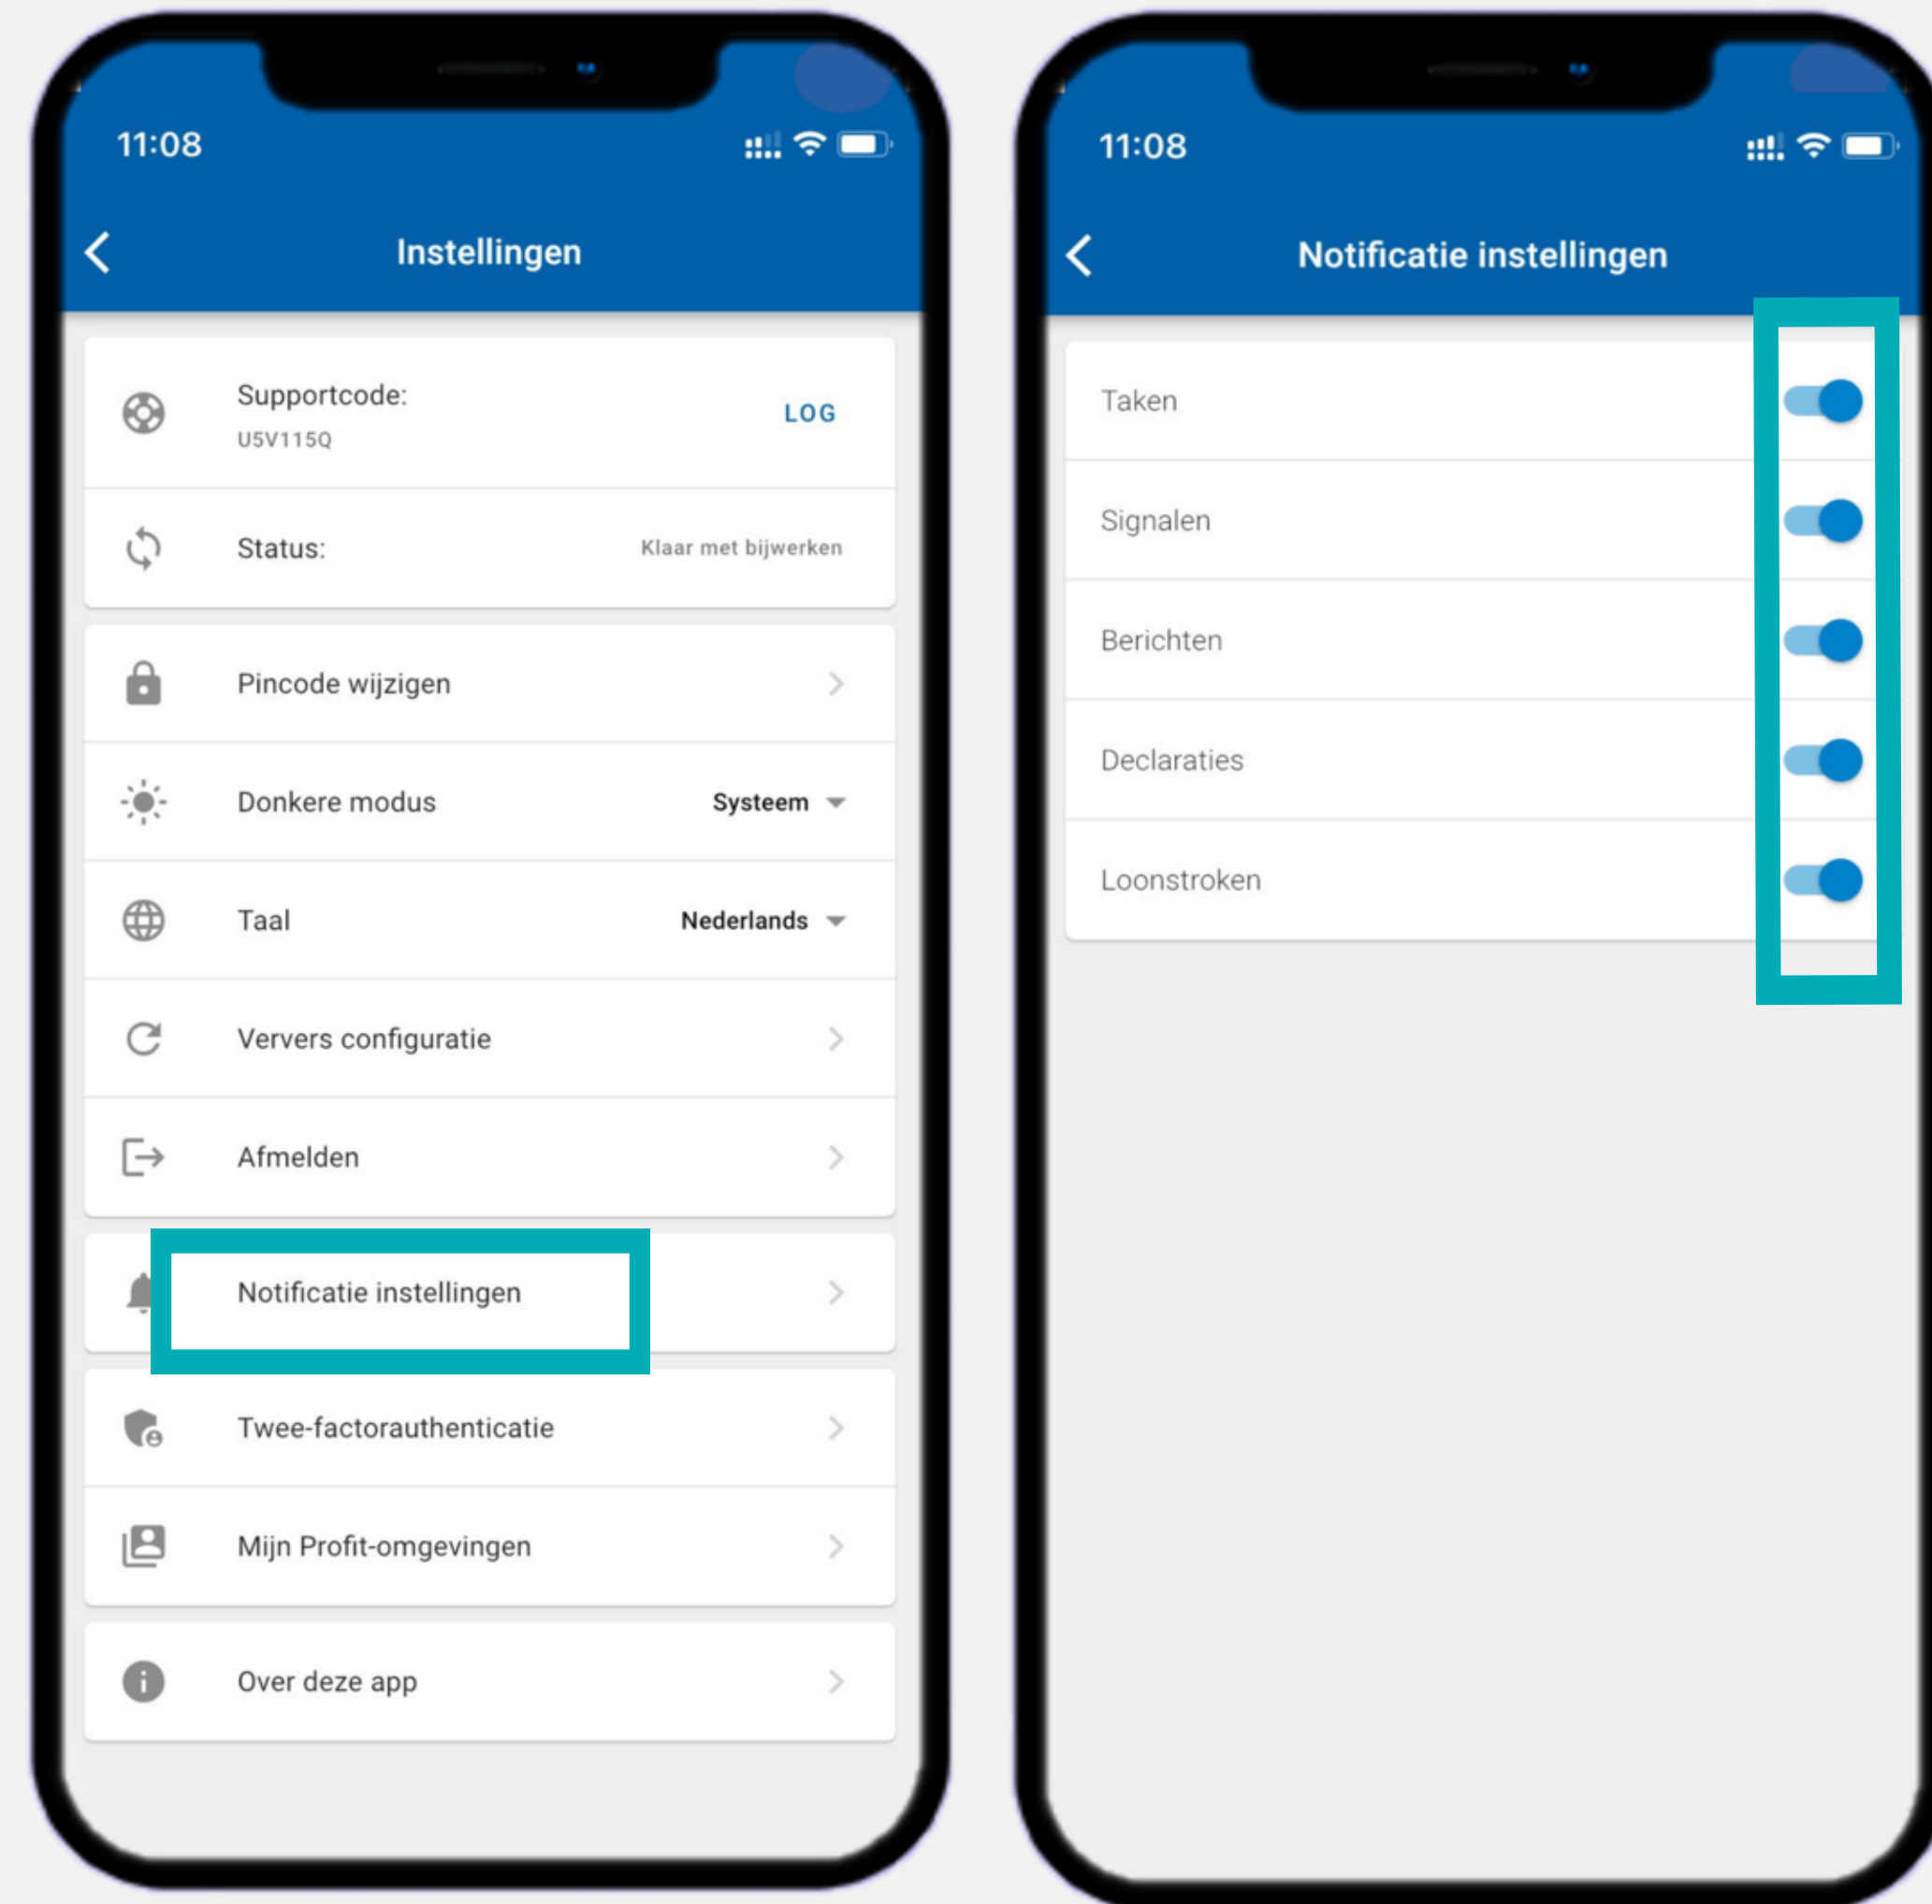 11:08
Instellingen
Supportcode:
LOG
U5V115Q
Status:
Klaar met bijwerken
Pincode wijzigen
Donkere modus
Systeem
Taal
Nederlands
Ververs configuratie
Afmelden
Notificatie instellingen
Twee-factorauthenticatie
Mijn Profit-omgevingen
Over deze app
11:08
Notificatie instellingen
Taken
Signalen
Berichten
Declaraties
Loonstroken